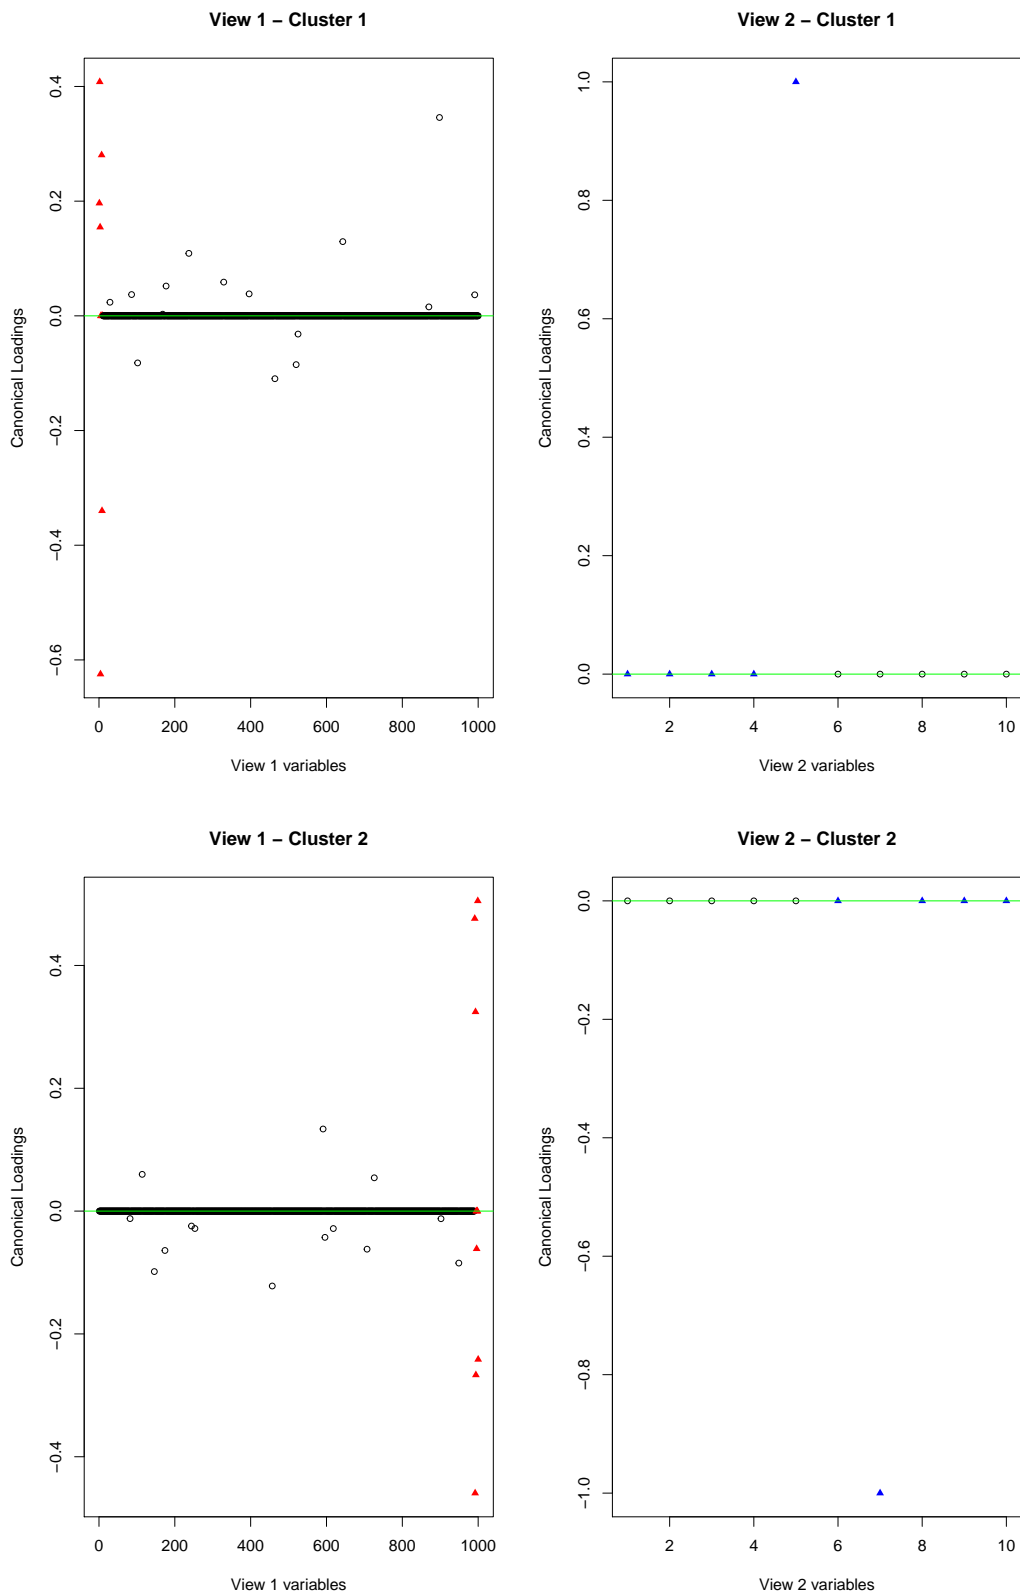 View 1 – Cluster 1
Canonical Loadings
0.4
0.2
0.0
−0.2
−0.4
−0.6
0 200 400 600 800 1000
View 1 variables
View 2 – Cluster 1
Canonical Loadings
1.0
0.8
0.6
0.4
0.2
0.0
2 4 6 8 10
View 2 variables
View 1 – Cluster 2
Canonical Loadings
0.4
0.2
0.0
−0.2
−0.4
0 200 400 600 800 1000
View 1 variables
View 2 – Cluster 2
Canonical Loadings
0.0
−0.2
−0.4
−0.6
−0.8
−1.0
2 4 6 8 10
View 2 variables